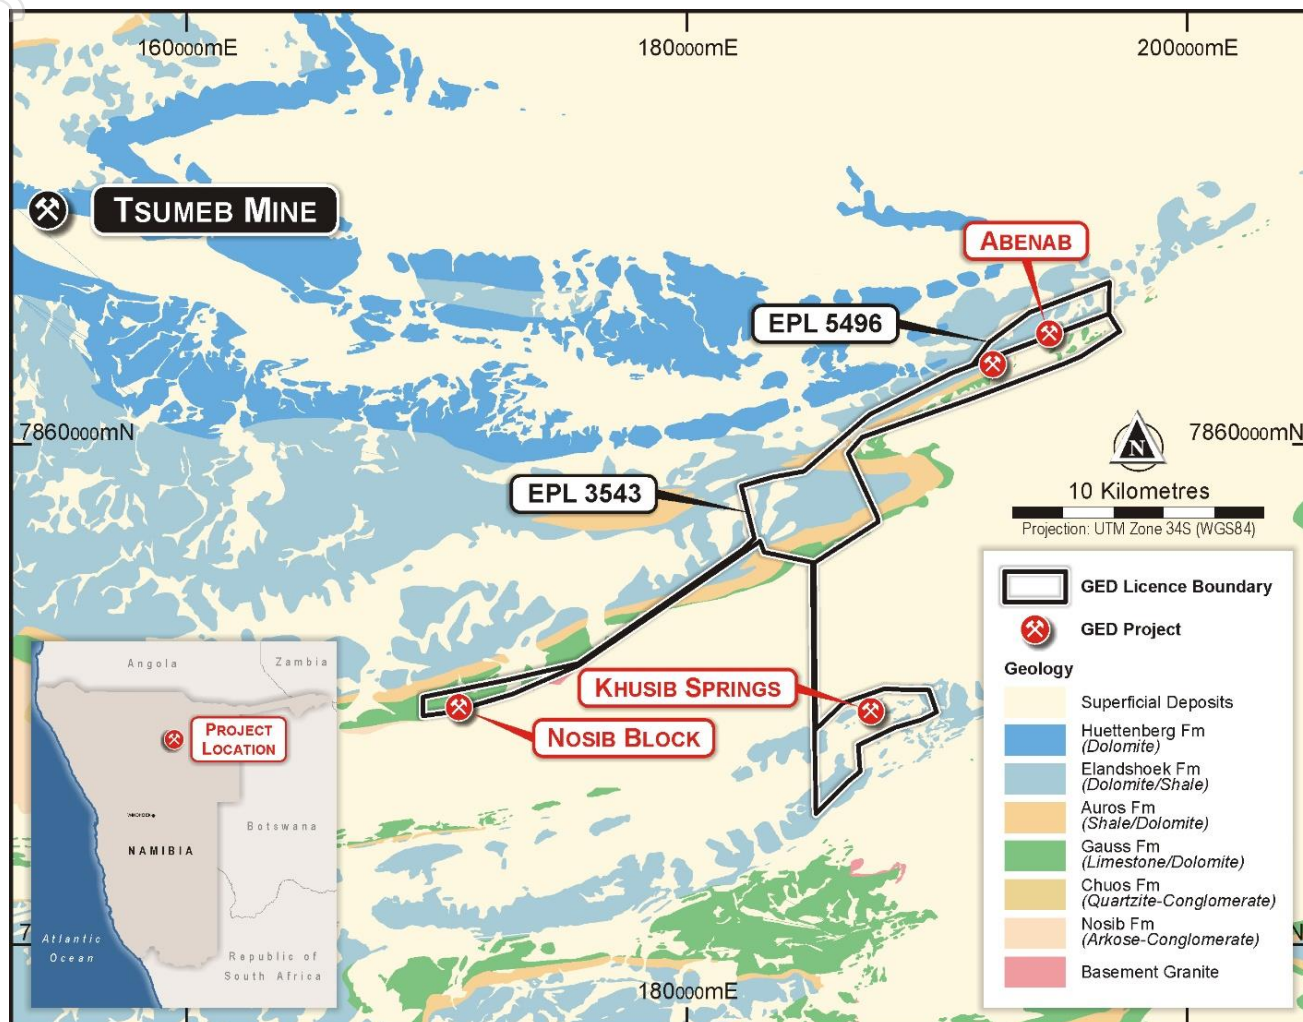 160000mE
180000mE
200000mE
TSUMEB MINE
ABENAB
EPL 5496
7860000mN
7860000mN
N
EPL 3543
10 Kilometres
Projection: UTM Zone 34S (WGS84)
KHUSIB SPRINGS
NOSIB BLOCK
GED Licence Boundary
GED Project
Geology
Superficial Deposits
Huettenberg Fm
(Dolomite)
Elandshoek Fm
(Dolomite/Shale)
Auros Fm
(Shale/Dolomite)
Gauss Fm
(Limestone/Dolomite)
Chuos Fm
(Quartzite-Conglomerate)
Nosib Fm
(Arkose-Conglomerate)
Basement Granite
Angola
Zambia
PROJECT
LOCATION
Botswana
NAMIBIA
Atlantic
Ocean
Republic of
South Africa
7
N
180000mE